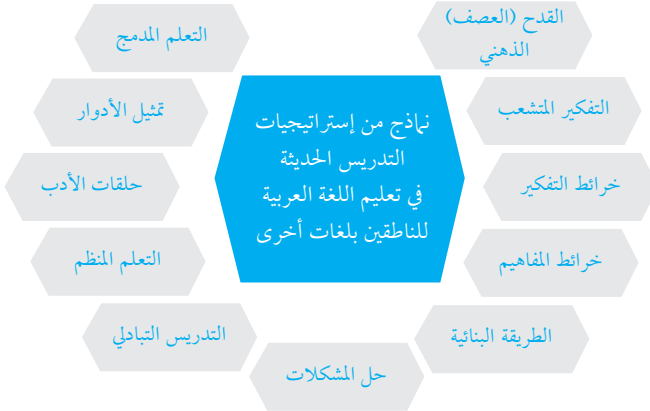 نماذج من إستراتيجيات
التدريس الحديثة
في تعليم اللغة العربية
للناطقين بلغات أخرى
القدح (العصف)
الذهني
التفكير المتشعب
خرائط التفكير
خرائط المفاهيم
الطريقة البنائية
حل المشكلات
التدريس التبادلي
التعلم المنظم
حلقات الأدب
تمثيل الأدوار
التعلم المدمج